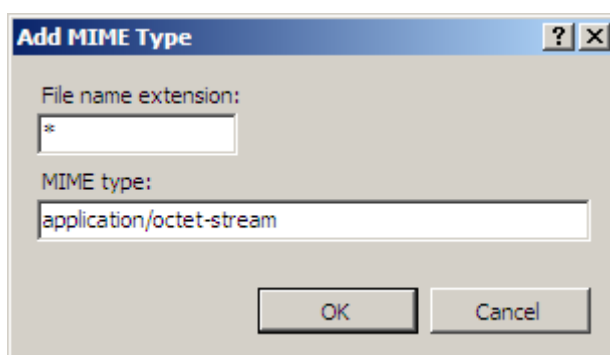 Add MIME Type
File name extension:
*
MIME type:
application/octet-stream
OK Cancel